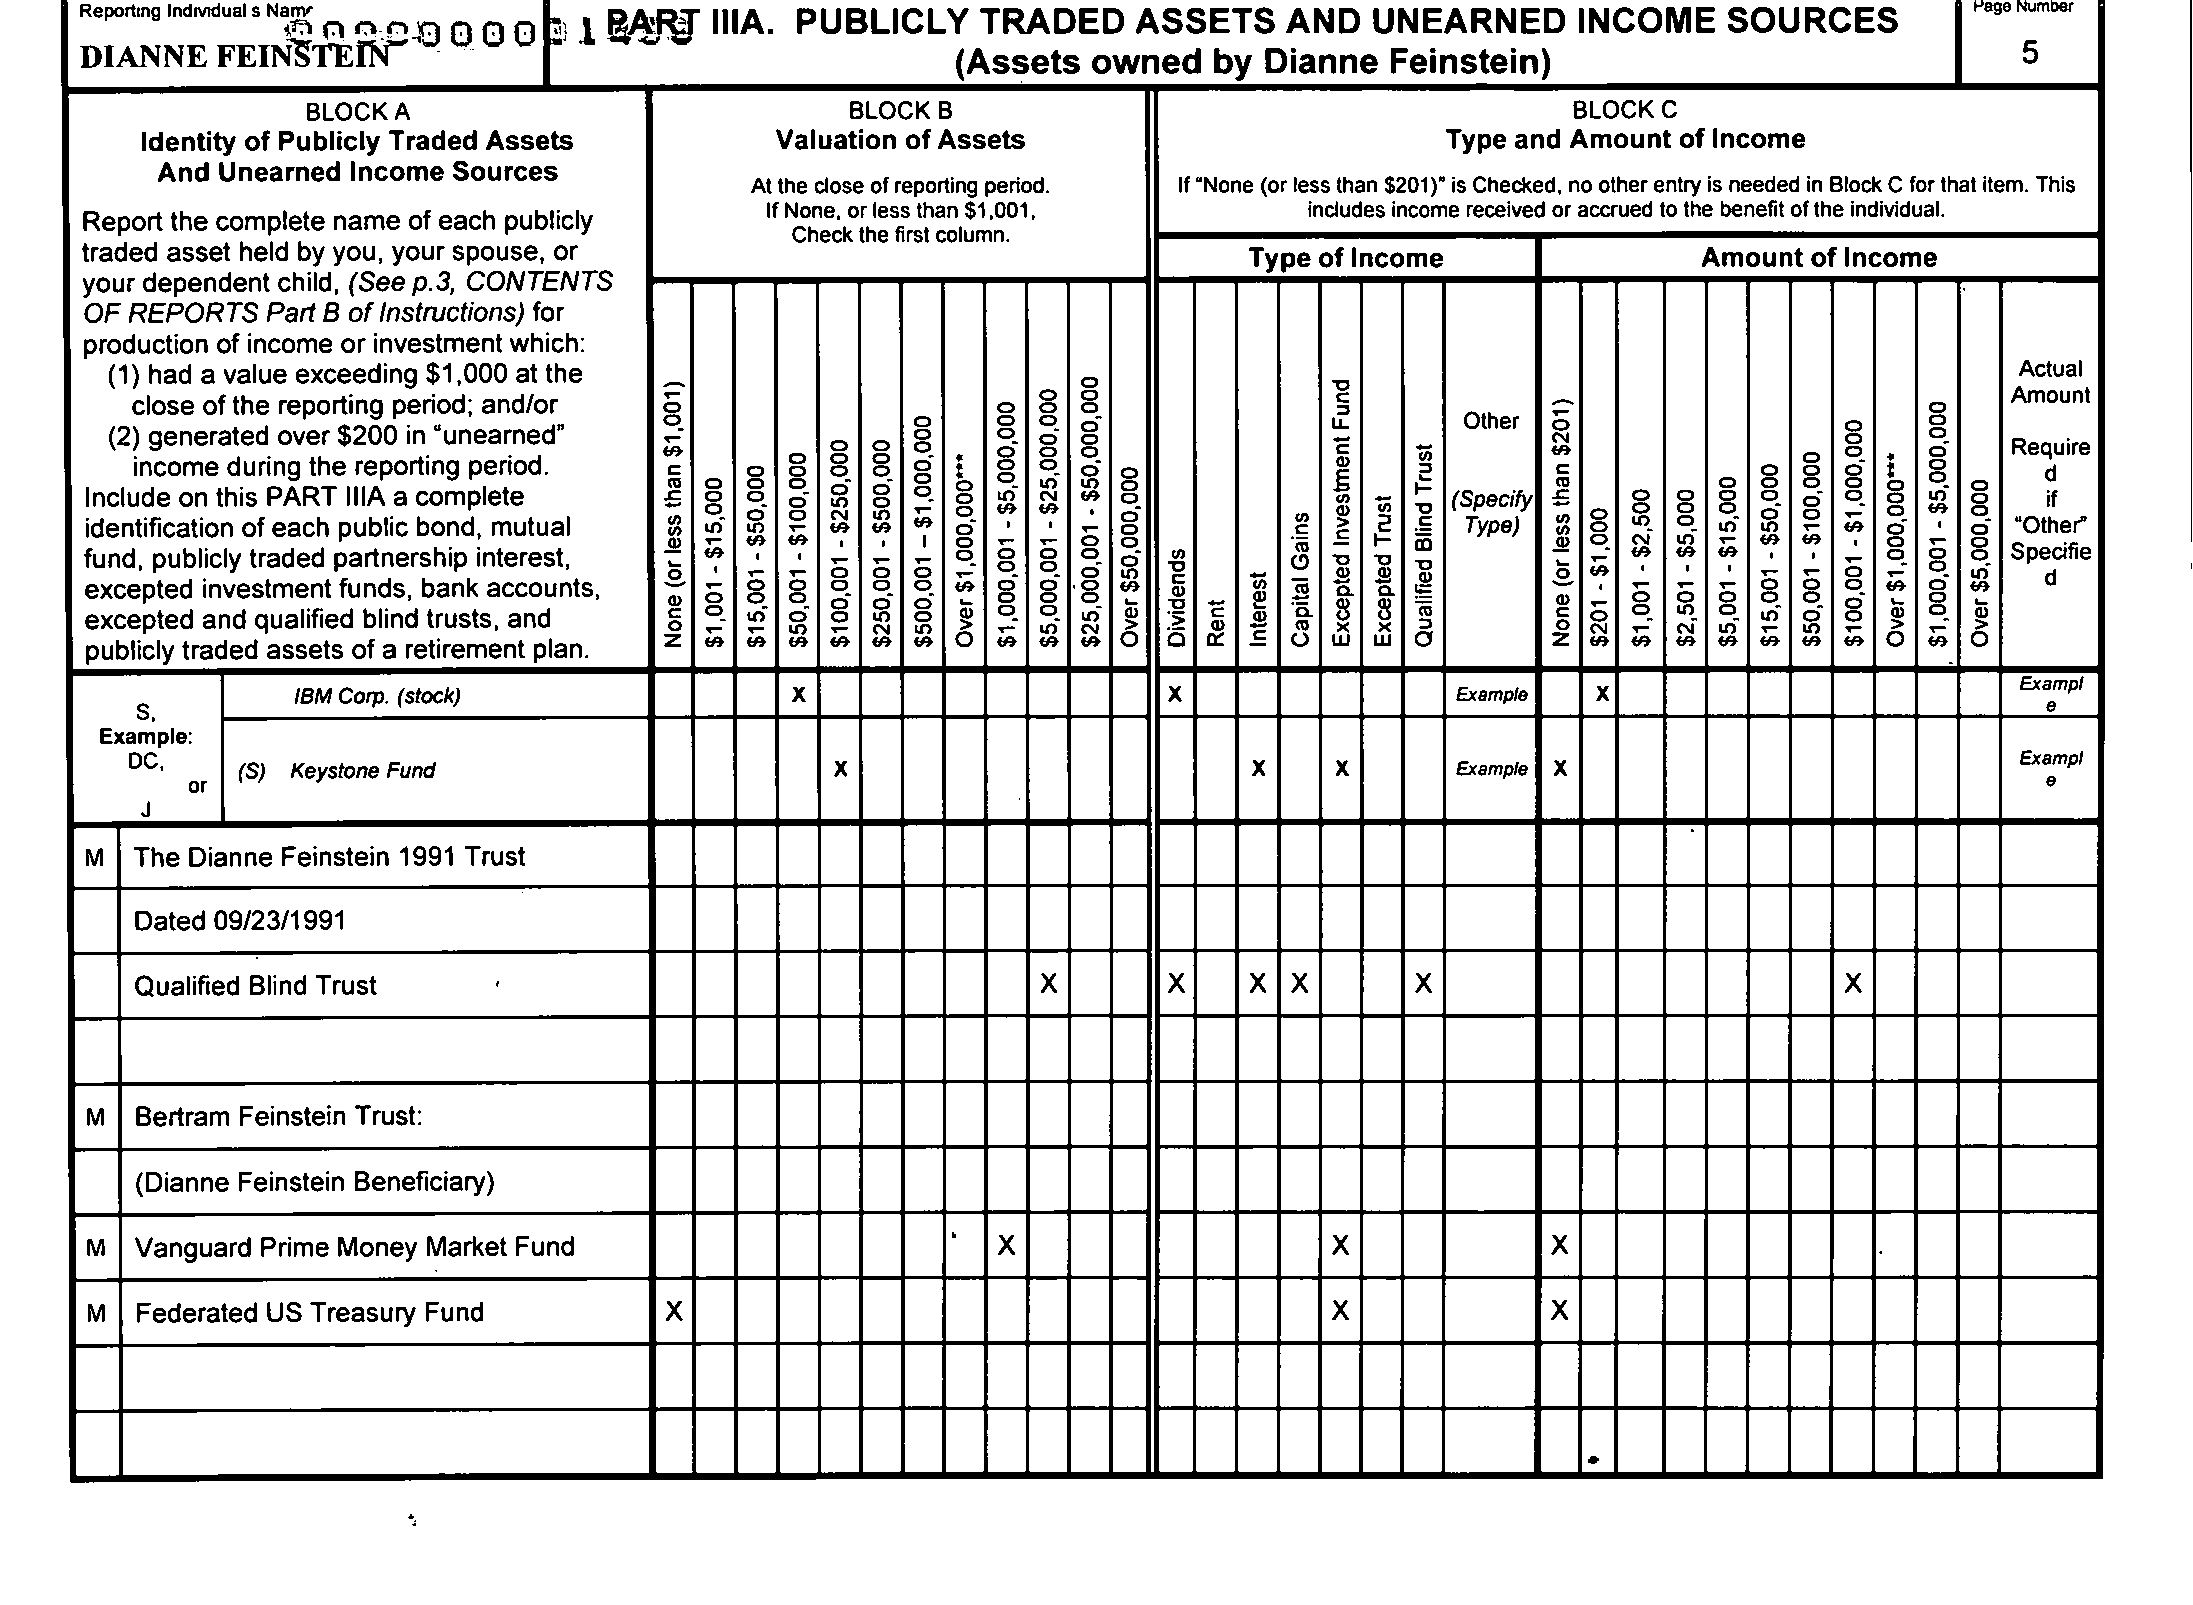 Reporting Individual s Name
DIANNE FEINSTEIN
PART IIIA. PUBLICLY TRADED ASSETS AND UNEARNED INCOME SOURCES
(Assets owned by Dianne Feinstein)
Page Number
5
BLOCK A
Identity of Publicly Traded Assets
And Unearned Income Sources
Report the complete name of each publicly
traded asset held by you, your spouse, or
your dependent child, (See p.3, CONTENTS
OF REPORTS Part B of Instructions) for
production of income or investment which:
(1) had a value exceeding $1,000 at the
close of the reporting period; and/or
(2) generated over $200 in "unearned"
income during the reporting period.
Include on this PART IIIA a complete
identification of each public bond, mutual
fund, publicly traded partnership interest,
excepted investment funds, bank accounts,
excepted and qualified blind trusts, and
publicly traded assets of a retirement plan.
BLOCK B
Valuation of Assets
At the close of reporting period.
If None, or less than $1,001,
Check the first column.
None (or less than $1,001)
$1,001 - $15,000
$15,001 - $50,000
$50,001 - $100,000
$100,001 - $250,000
$250,001 - $500,000
$500,001 – $1,000,000
Over $1,000,000***
$1,000,001 - $5,000,000
$5,000,001 - $25,000,000
$25,000,001 - $50,000,000
Over $50,000,000
BLOCK C
Type and Amount of Income
If "None (or less than $201)" is Checked, no other entry is needed in Block C for that item. This
includes income received or accrued to the benefit of the individual.
Type of Income
Dividends
Rent
Interest
Capital Gains
Excepted Investment Fund
Excepted Trust
Qualified Blind Trust
Other
(Specify
Type)
Amount of Income
None (or less than $201)
$201 - $1,000
$1,001 - $2,500
$2,501 - $5,000
$5,001 - $15,000
$15,001 - $50,000
$50,001 - $100,000
$100,001 - $1,000,000
Over $1,000,000***
$1,000,001 - $5,000,000
Over $5,000,000
Actual
Amount
Require
d
if
"Other"
Specifie
d
S,
Example:
DC,
or
J
IBM Corp. (stock) X X Example X Exampl
e
(S) Keystone Fund X X X Example X Exampl
e
M The Dianne Feinstein 1991 Trust
Dated 09/23/1991
Qualified Blind Trust X X X X X X
M Bertram Feinstein Trust:
(Dianne Feinstein Beneficiary)
M Vanguard Prime Money Market Fund X X X
M Federated US Treasury Fund X X X